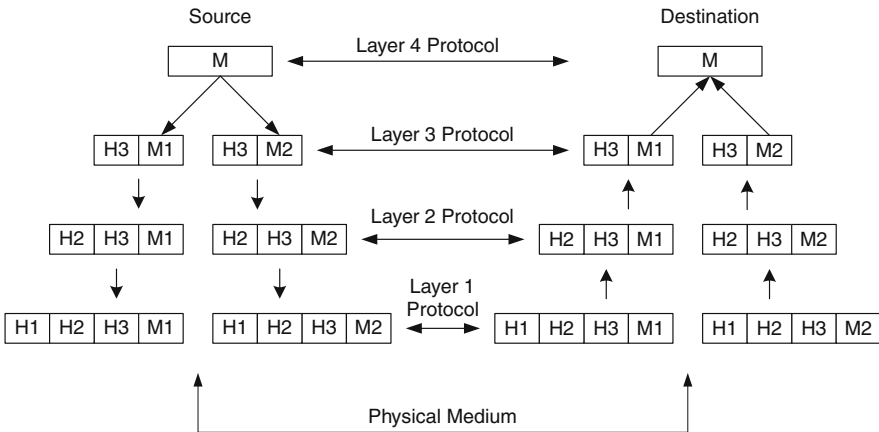 Source Destination
M Layer 4 Protocol M
H3 M1 H3 M2 Layer 3 Protocol H3 M1 H3 M2
H2 H3 M1 H2 H3 M2 Layer 2 Protocol H2 H3 M1 H2 H3 M2
Layer 1
Protocol
H1 H2 H3 M1 H1 H2 H3 M2 H1 H2 H3 M1 H1 H2 H3 M2
Physical Medium